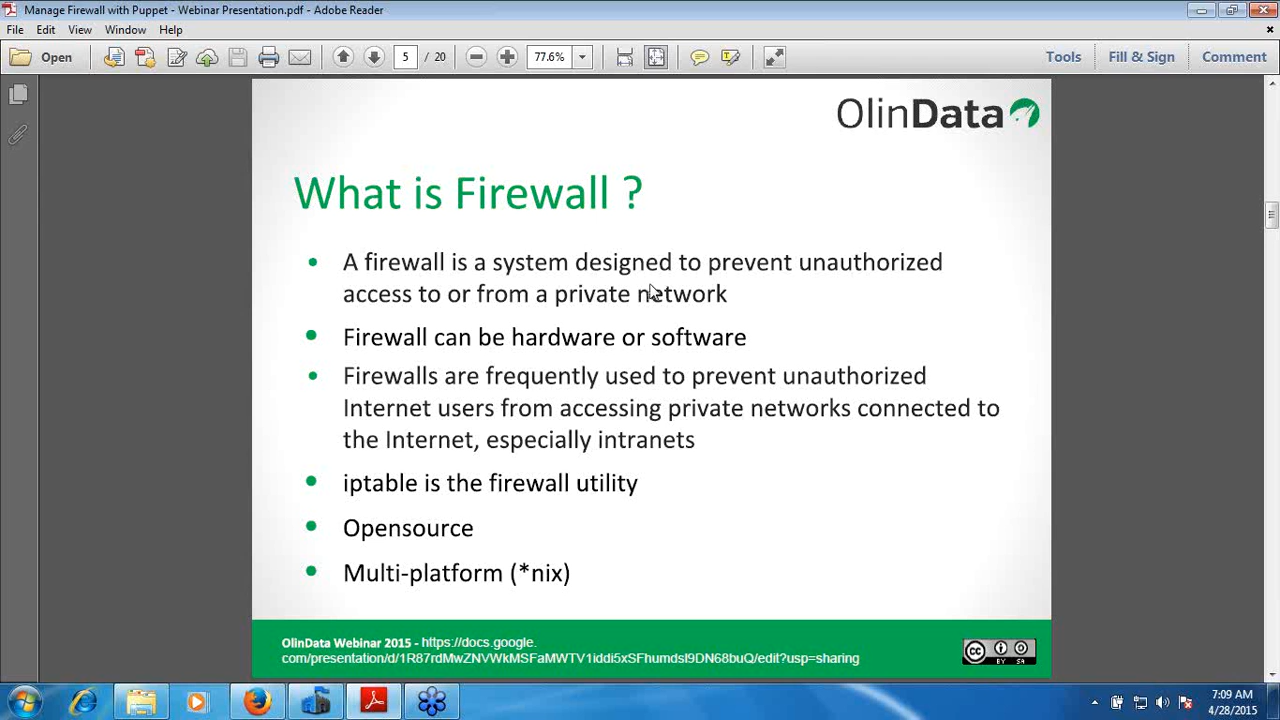 Manage Firewall with Puppet - Webinar Presentation.pdf - Adobe Reader
File Edit View Window Help
Open 5 / 20 77.6% Tools Fill & Sign Comment
OlinData
What is Firewall ?
• A firewall is a system designed to prevent unauthorized
access to or from a private network
• Firewall can be hardware or software
• Firewalls are frequently used to prevent unauthorized
Internet users from accessing private networks connected to
the Internet, especially intranets
• iptable is the firewall utility
• Opensource
• Multi-platform (*nix)
OlinData Webinar 2015 - https://docs.google.
com/presentation/d/1R87rdMwZNVWkMSFaMWTV1iddi5xSFhumdsI9DN68buQ/edit?usp=sharing
cc BY SA
7:09 AM
4/28/2015